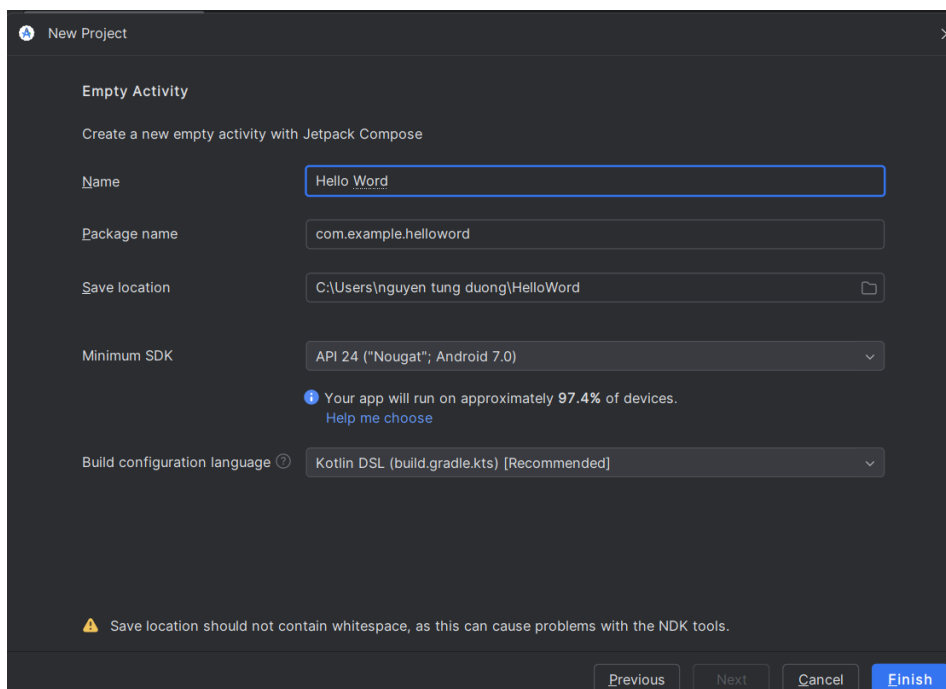 New Project
Empty Activity
Create a new empty activity with Jetpack Compose
Name
Hello Word
Package name
com.example.helloword
Save location
C:\Users\nguyen tung duong\HelloWord
Minimum SDK
API 24 ("Nougat"; Android 7.0)
Your app will run on approximately 97.4% of devices.
Help me choose
Build configuration language
Kotlin DSL (build.gradle.kts) [Recommended]
Save location should not contain whitespace, as this can cause problems with the NDK tools.
Previous Next Cancel Finish